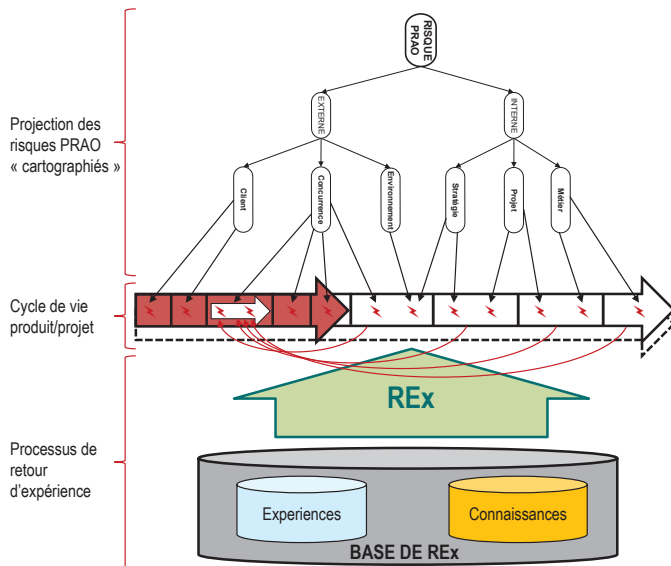 RISQUE
PRAO
EXTERNE
INTERNE
Projection des
risques PRAO
« cartographiés »
Client
Concurrence
Environnement
Stratégie
Projet
Métier
Cycle de vie
produit/projet
REx
Processus de
retour
d'expérience
Experiences
Connaissances
BASE DE REx